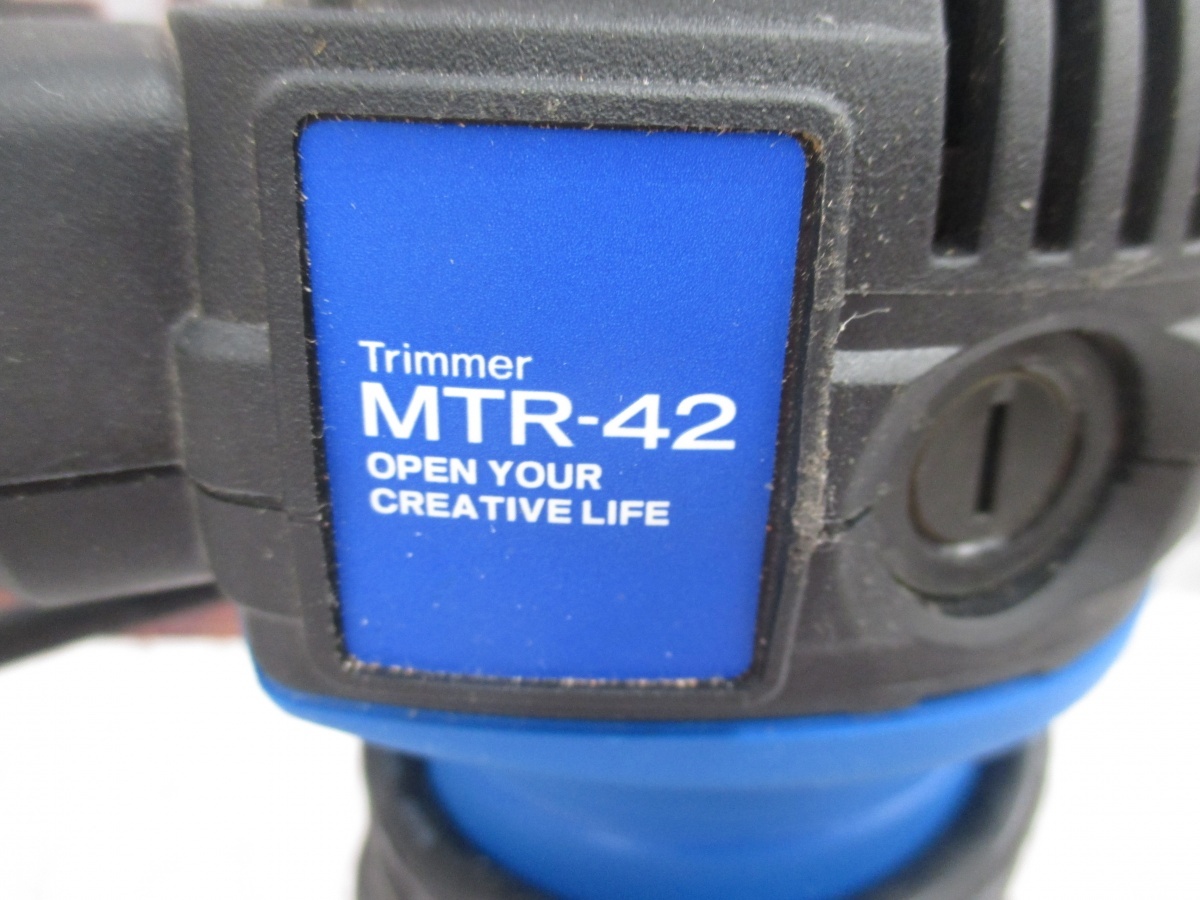 Trimmer
MTR-42
OPEN YOUR
CREATIVE LIFE